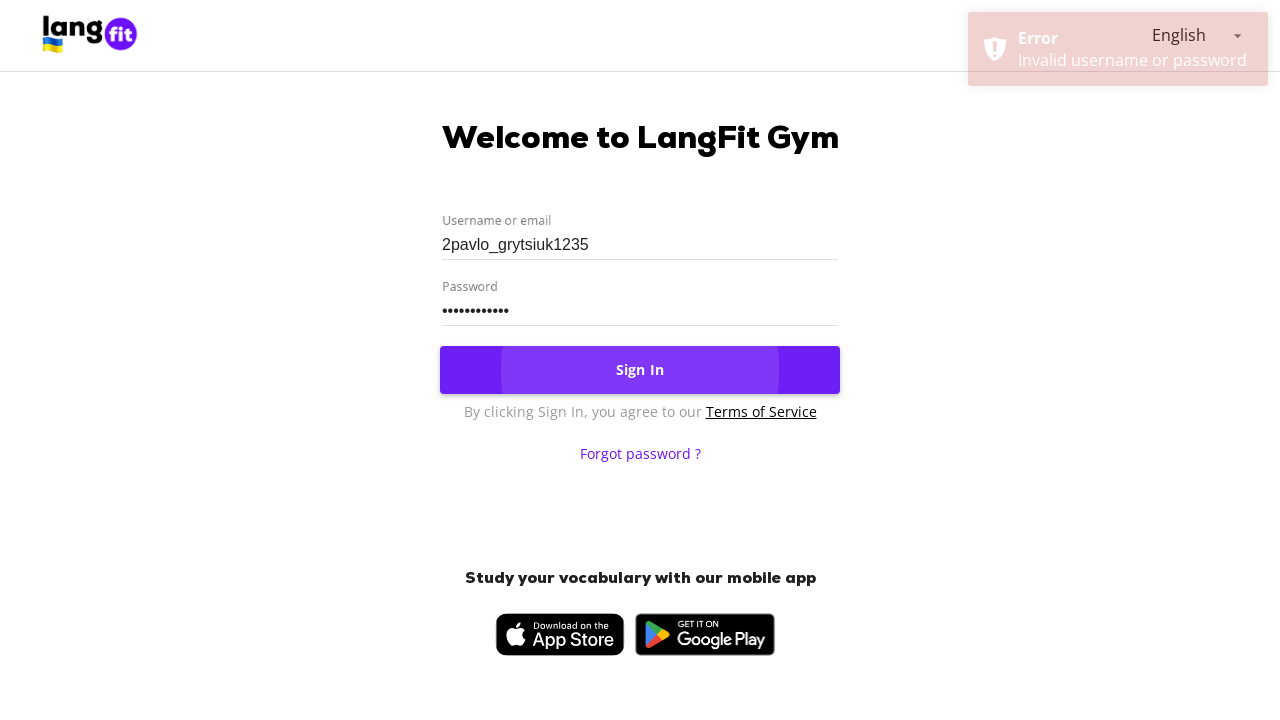 lang
fit
English
Error
Invalid username or password
Welcome to LangFit Gym
Username or email
2pavlo_grytsiuk1235
Password
••••••••••••
Sign In
By clicking Sign In, you agree to our Terms of Service
Forgot password ?
Study your vocabulary with our mobile app
Download on the
App Store
GET IT ON
Google Play